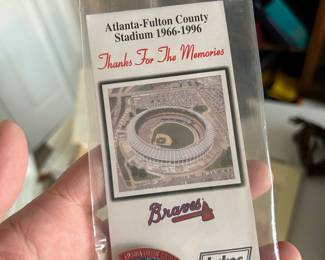 Atlanta-Fulton County
Stadium 1966-1996
Thanks For The Memories
Braves